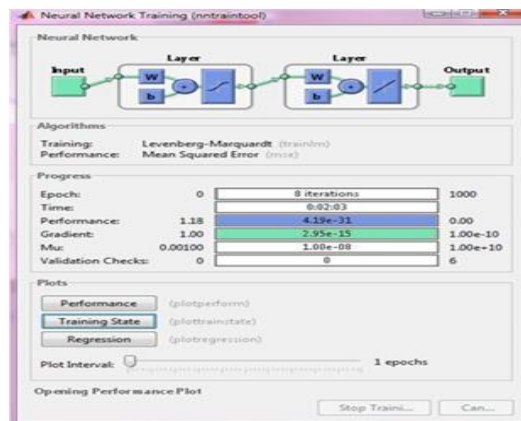 Neural Network Training (nntraintool)
Neural Network
Layer Layer
Input Output
W W
b b
Algorithms
Training: Levenberg-Marquardt (trainlm)
Performance: Mean Squared Error (mse)
Progress
Epoch: 0 8 iterations 1000
Time: 0:02:03
Performance: 1.18 4.19e-31 0.00
Gradient: 1.00 2.95e-15 1.00e-10
Mu: 0.00100 1.00e-08 1.00e+10
Validation Checks: 0 0 6
Plots
Performance (plotperform)
Training State (plottrainstate)
Regression (plotregression)
Plot Interval: 1 epochs
Opening Performance Plot
Stop Traini... Can...